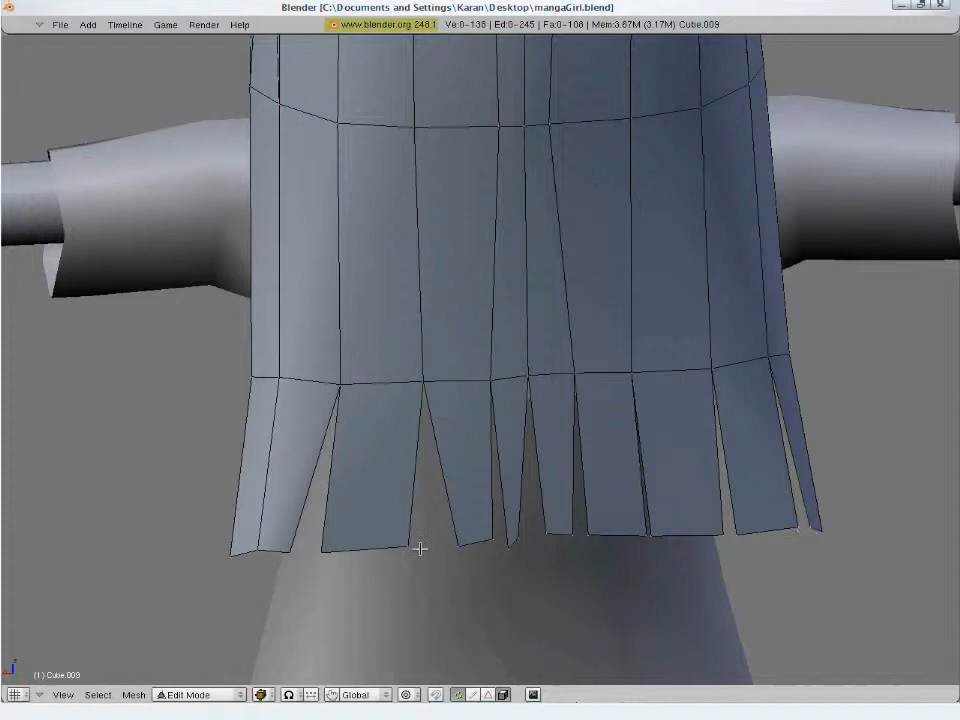 Blender [C:\Documents and Settings\Karan\Desktop\mangaGirl.blend]
File Add Timeline Game Render Help www.blender.org 248.1 Ve:0-136 | Ed:0-245 | Fa:0-106 | Mem:3.67M (3.17M) Cube.009
z
(1) Cube.009
View Select Mesh Edit Mode Global